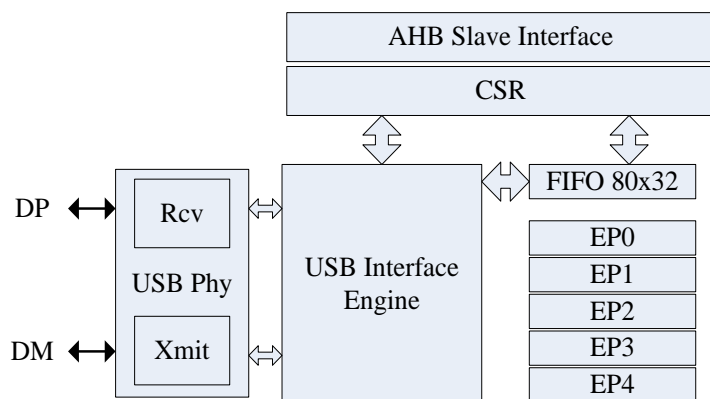 AHB Slave Interface
CSR
FIFO 80x32
DP
Rcv
USB Phy
DM
Xmit
USB Interface
Engine
EP0
EP1
EP2
EP3
EP4